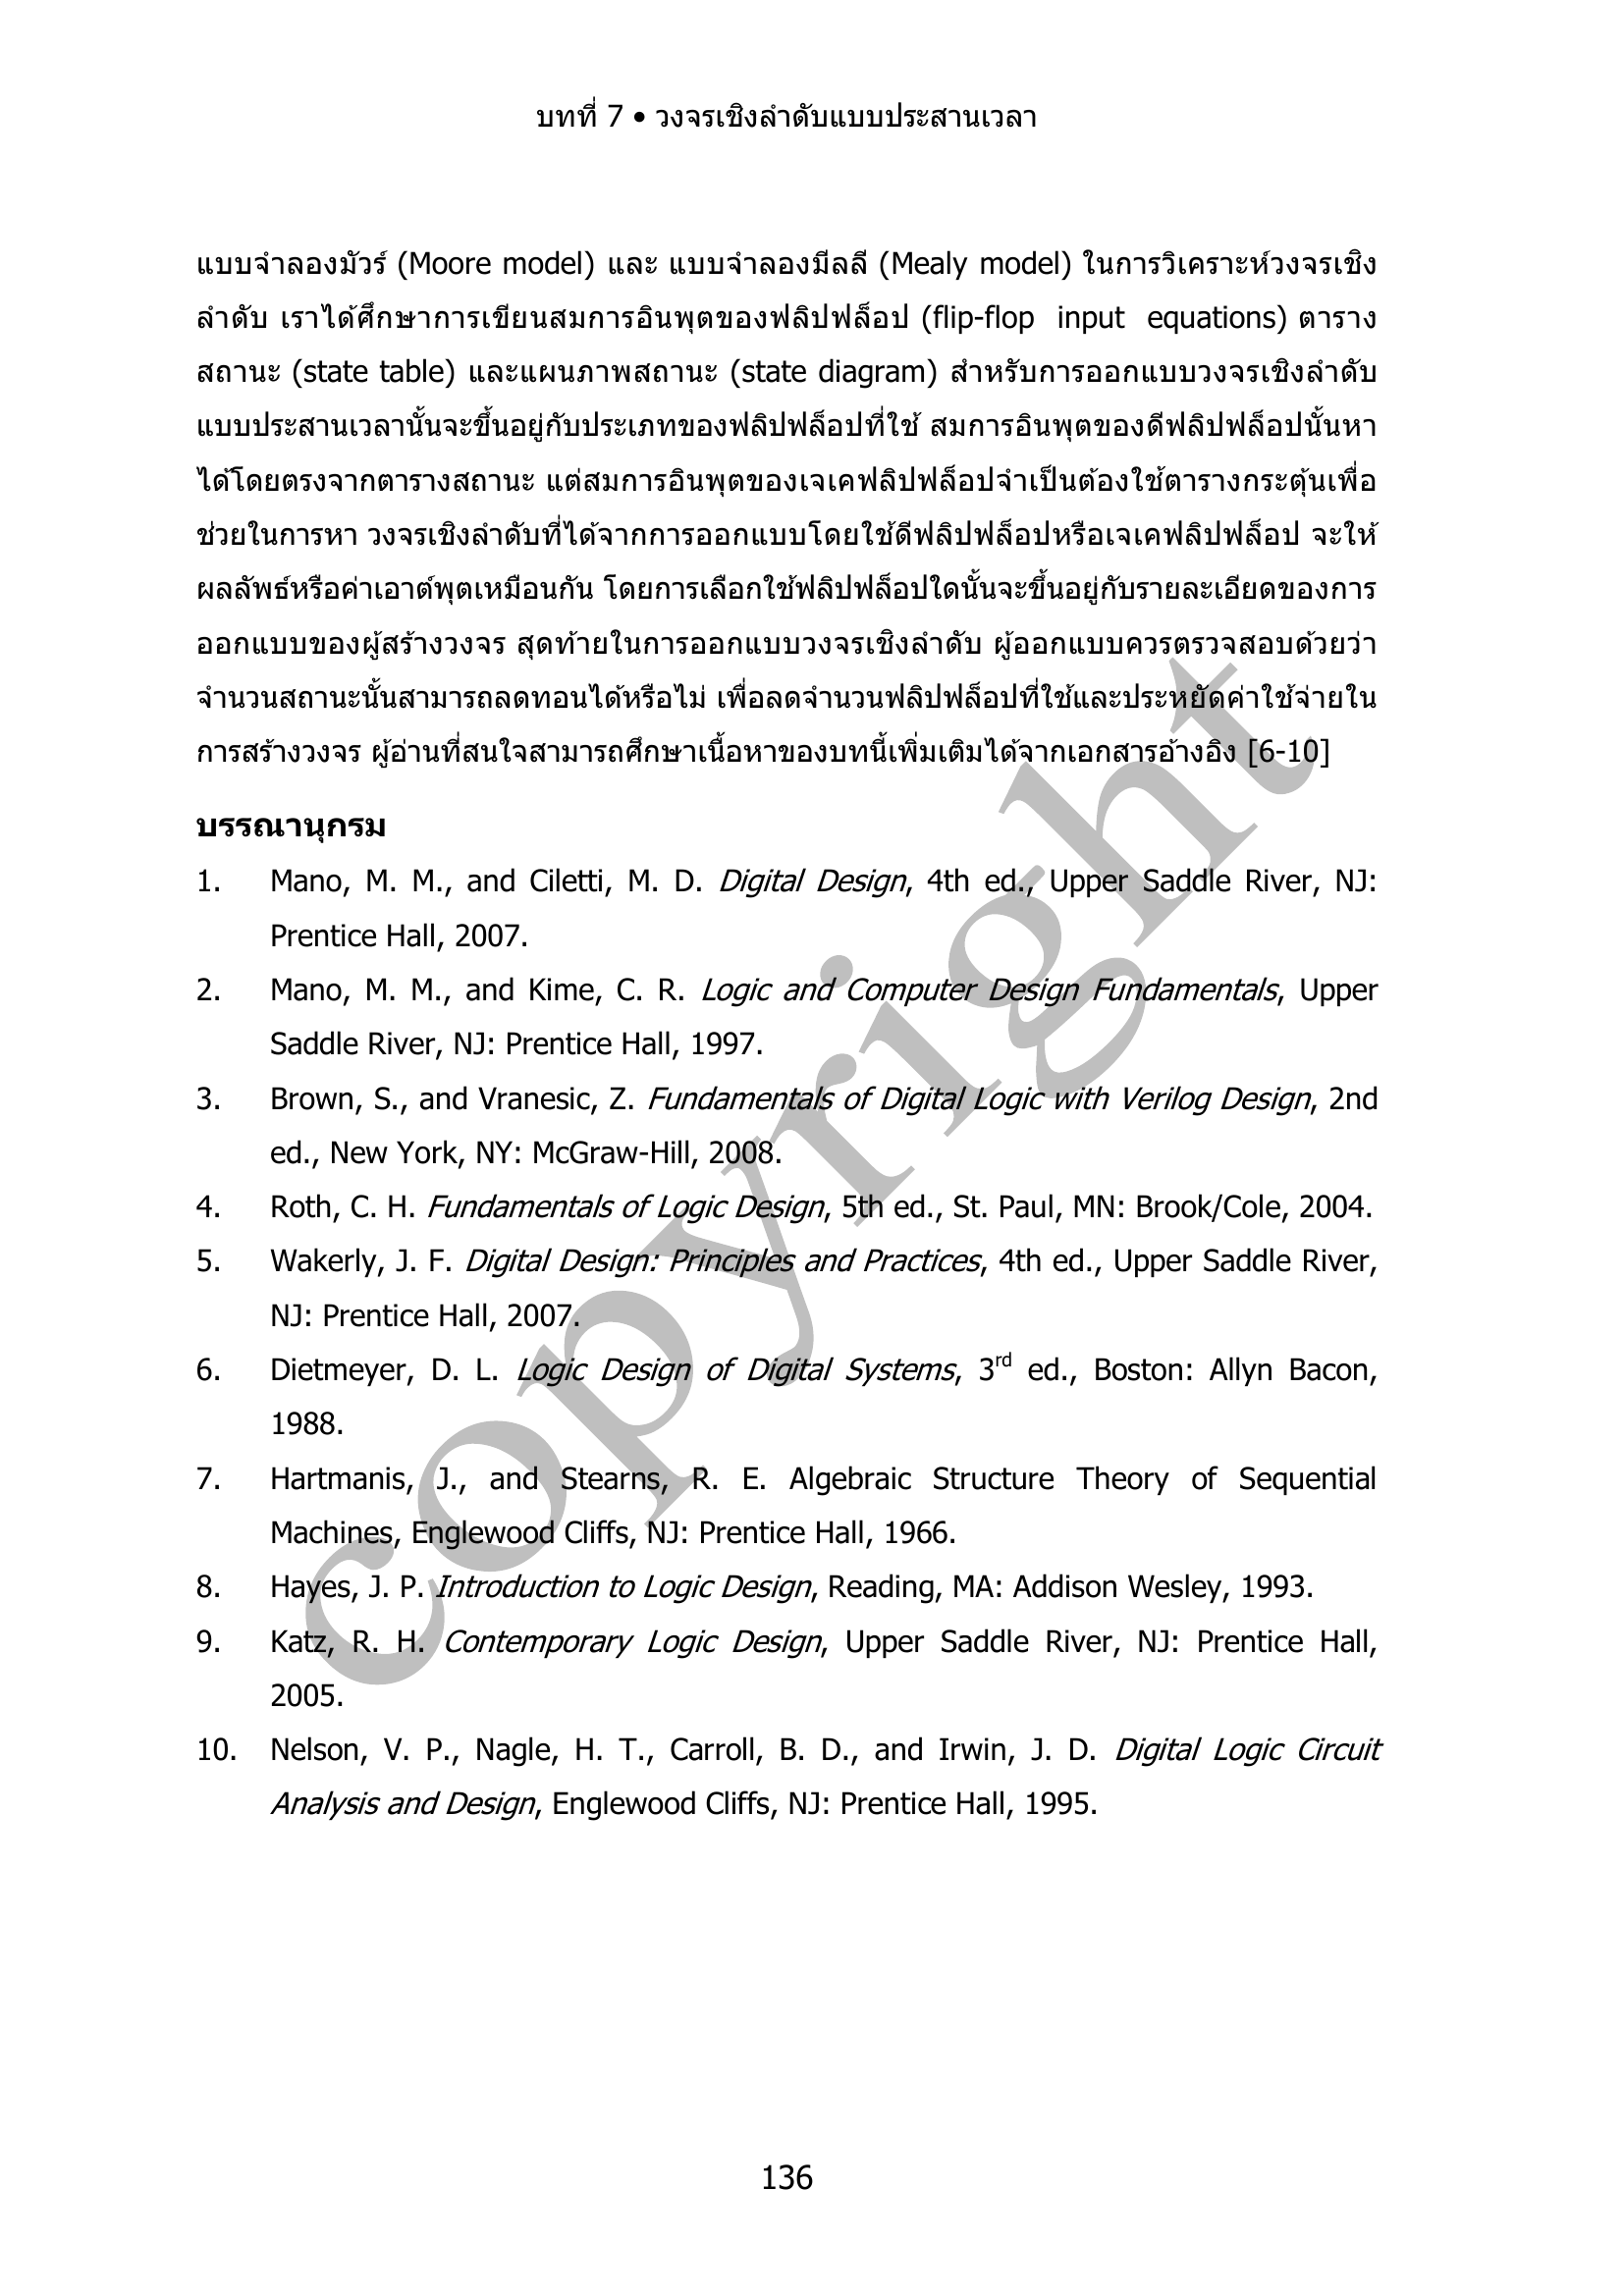 บทที่ 7 • วงจรเชิงลำดับแบบประสานเวลา
แบบจำลองมัวร์ (Moore model) และ แบบจำลองมีลลี (Mealy model) ในการวิเคราะห์วงจรเชิง
ลำดับ เราได้ศึกษาการเขียนสมการอินพุตของฟลิปฟล็อป (flip-flop input equations) ตาราง
สถานะ (state table) และแผนภาพสถานะ (state diagram) สำหรับการออกแบบวงจรเชิงลำดับ
แบบประสานเวลานั้นจะขึ้นอยู่กับประเภทของฟลิปฟล็อปที่ใช้ สมการอินพุตของดีฟลิปฟล็อปนั้นหา
ได้โดยตรงจากตารางสถานะ แต่สมการอินพุตของเจเคฟลิปฟล็อปจำเป็นต้องใช้ตารางกระตุ้นเพื่อ
ช่วยในการหา วงจรเชิงลำดับที่ได้จากการออกแบบโดยใช้ดีฟลิปฟล็อปหรือเจเคฟลิปฟล็อป จะให้
ผลลัพธ์หรือค่าเอาต์พุตเหมือนกัน โดยการเลือกใช้ฟลิปฟล็อปใดนั้นจะขึ้นอยู่กับรายละเอียดของการ
ออกแบบของผู้สร้างวงจร สุดท้ายในการออกแบบวงจรเชิงลำดับ ผู้ออกแบบควรตรวจสอบด้วยว่า
จำนวนสถานะนั้นสามารถลดทอนได้หรือไม่ เพื่อลดจำนวนฟลิปฟล็อปที่ใช้และประหยัดค่าใช้จ่ายใน
การสร้างวงจร ผู้อ่านที่สนใจสามารถศึกษาเนื้อหาของบทนี้เพิ่มเติมได้จากเอกสารอ้างอิง [6-10]
บรรณานุกรม
1. Mano, M. M., and Ciletti, M. D. Digital Design, 4th ed., Upper Saddle River, NJ:
Prentice Hall, 2007.
2. Mano, M. M., and Kime, C. R. Logic and Computer Design Fundamentals, Upper
Saddle River, NJ: Prentice Hall, 1997.
3. Brown, S., and Vranesic, Z. Fundamentals of Digital Logic with Verilog Design, 2nd
ed., New York, NY: McGraw-Hill, 2008.
4. Roth, C. H. Fundamentals of Logic Design, 5th ed., St. Paul, MN: Brook/Cole, 2004.
5. Wakerly, J. F. Digital Design: Principles and Practices, 4th ed., Upper Saddle River,
NJ: Prentice Hall, 2007.
6. Dietmeyer, D. L. Logic Design of Digital Systems, 3rd ed., Boston: Allyn Bacon,
1988.
7. Hartmanis, J., and Stearns, R. E. Algebraic Structure Theory of Sequential
Machines, Englewood Cliffs, NJ: Prentice Hall, 1966.
8. Hayes, J. P. Introduction to Logic Design, Reading, MA: Addison Wesley, 1993.
9. Katz, R. H. Contemporary Logic Design, Upper Saddle River, NJ: Prentice Hall,
2005.
10. Nelson, V. P., Nagle, H. T., Carroll, B. D., and Irwin, J. D. Digital Logic Circuit
Analysis and Design, Englewood Cliffs, NJ: Prentice Hall, 1995.
copyright
136